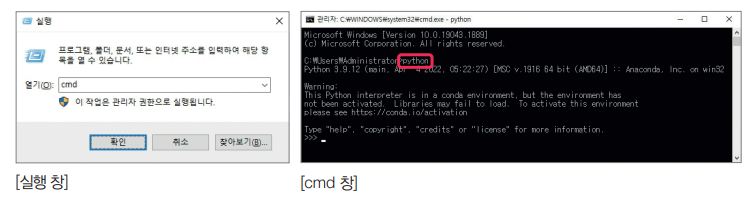 실행
프로그램, 폴더, 문서, 또는 인터넷 주소를 입력하여 해당 항
목을 열 수 있습니다.
열기(O): cmd
이 작업은 관리자 권한으로 실행됩니다.
확인 취소 찾아보기(B)...
[실행 창]
관리자: C:₩WINDOWS₩system32₩cmd.exe - python
Microsoft Windows [Version 10.0.19043.1889]
(c) Microsoft Corporation. All rights reserved.
C:₩Users₩Administrator>python
Python 3.9.12 (main, Apr 4 2022, 05:22:27) [MSC v.1916 64 bit (AMD64)] :: Anaconda, Inc. on win32
Warning:
This Python interpreter is in a conda environment, but the environment has
not been activated. Libraries may fail to load. To activate this environment
please see https://conda.io/activation
Type "help", "copyright", "credits" or "license" for more information.
>>>
[cmd 창]